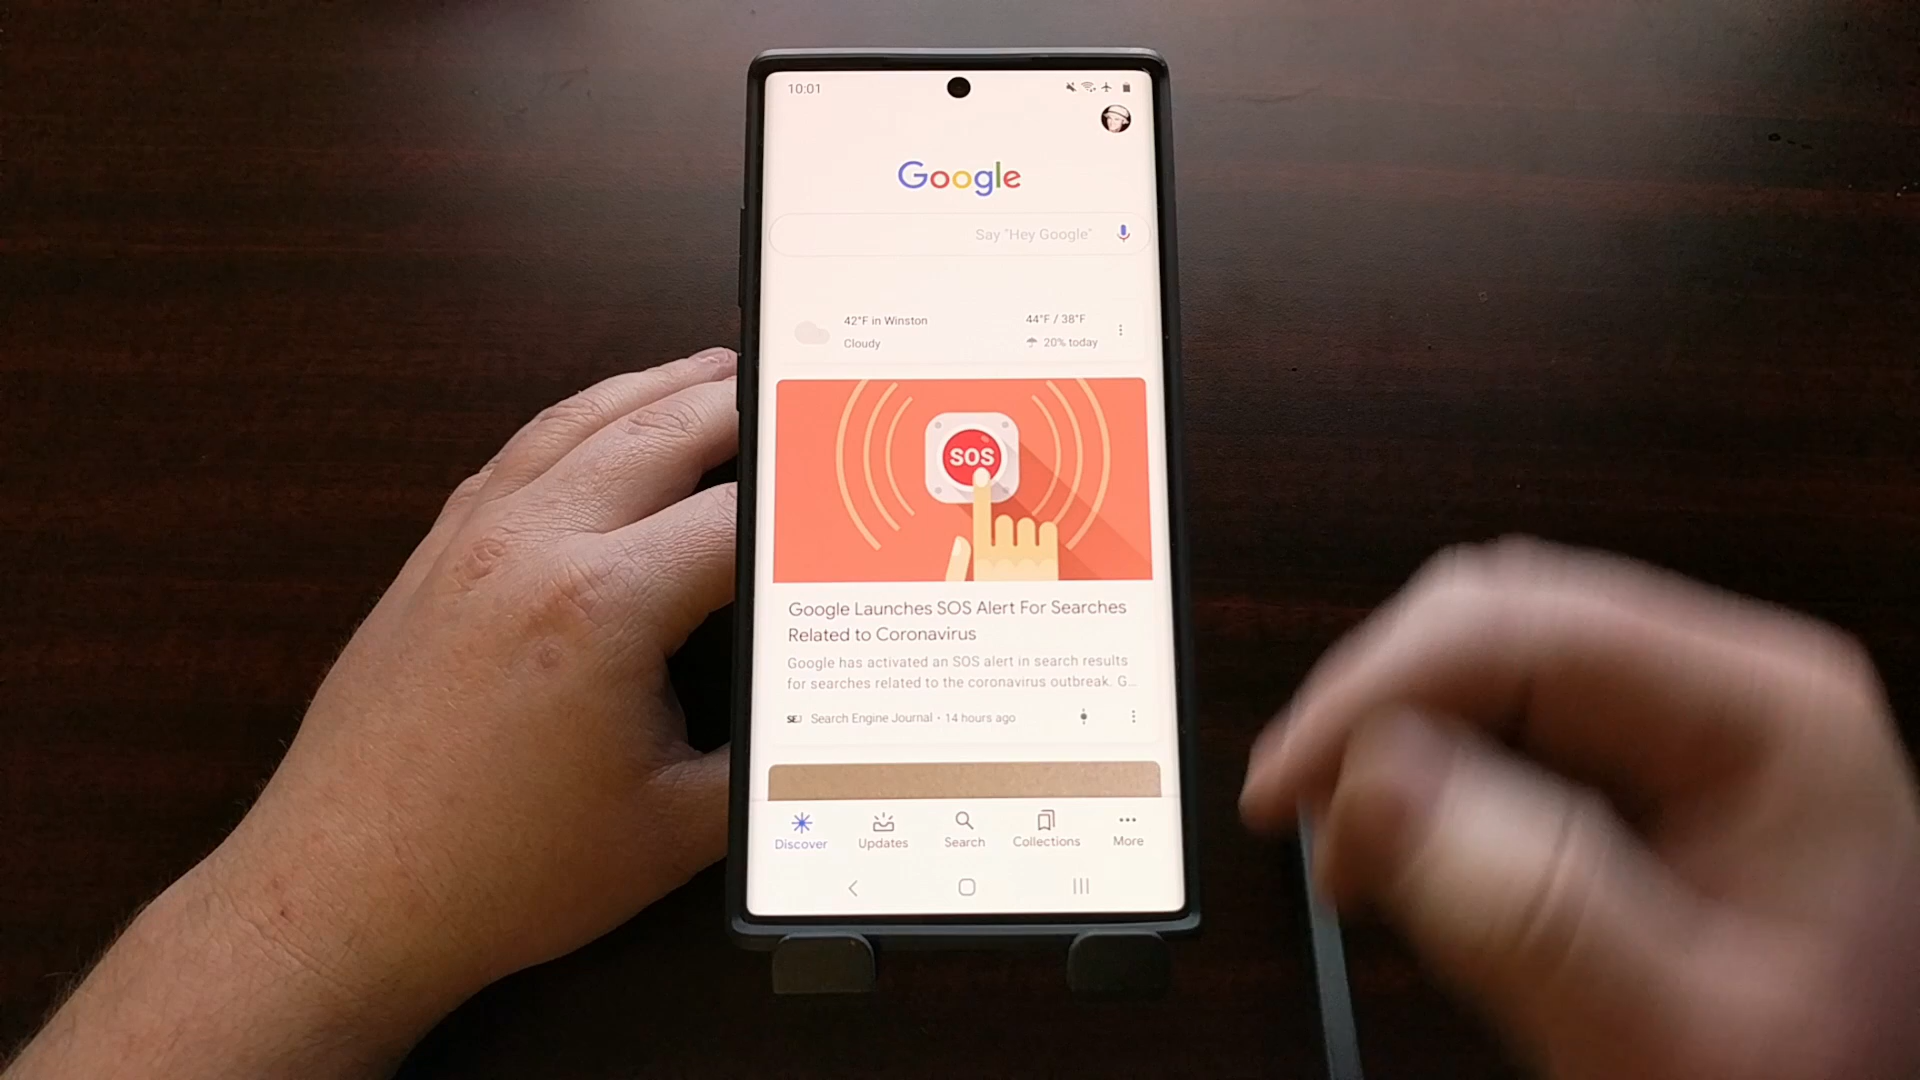 10:01
Google
Say "Hey Google"
42°F in Winston
44°F / 38°F
Cloudy
20% today
SOS
Google Launches SOS Alert For Searches
Related to Coronavirus
Google has activated an SOS alert in search results
for searches related to the coronavirus outbreak. G...
SEJ Search Engine Journal • 14 hours ago
Discover
Updates
Search
Collections
More